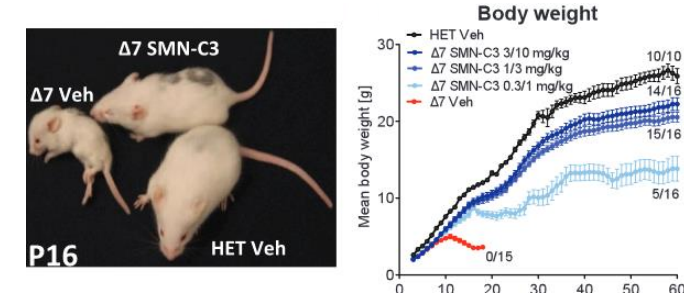 Δ7 SMN-C3
Δ7 Veh
HET Veh
P16
Body weight
HET Veh
Δ7 SMN-C3 3/10 mg/kg
Δ7 SMN-C3 1/3 mg/kg
Δ7 SMN-C3 0.3/1 mg/kg
Δ7 Veh
Mean body weight [g]
30
20
10
0
10/10
14/16
15/16
5/16
0/15
0 10 20 30 40 50 60